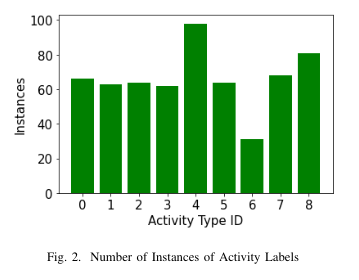 100
80
60
40
20
0
Instances
0 1 2 3 4 5 6 7 8
Activity Type ID
Fig. 2. Number of Instances of Activity Labels